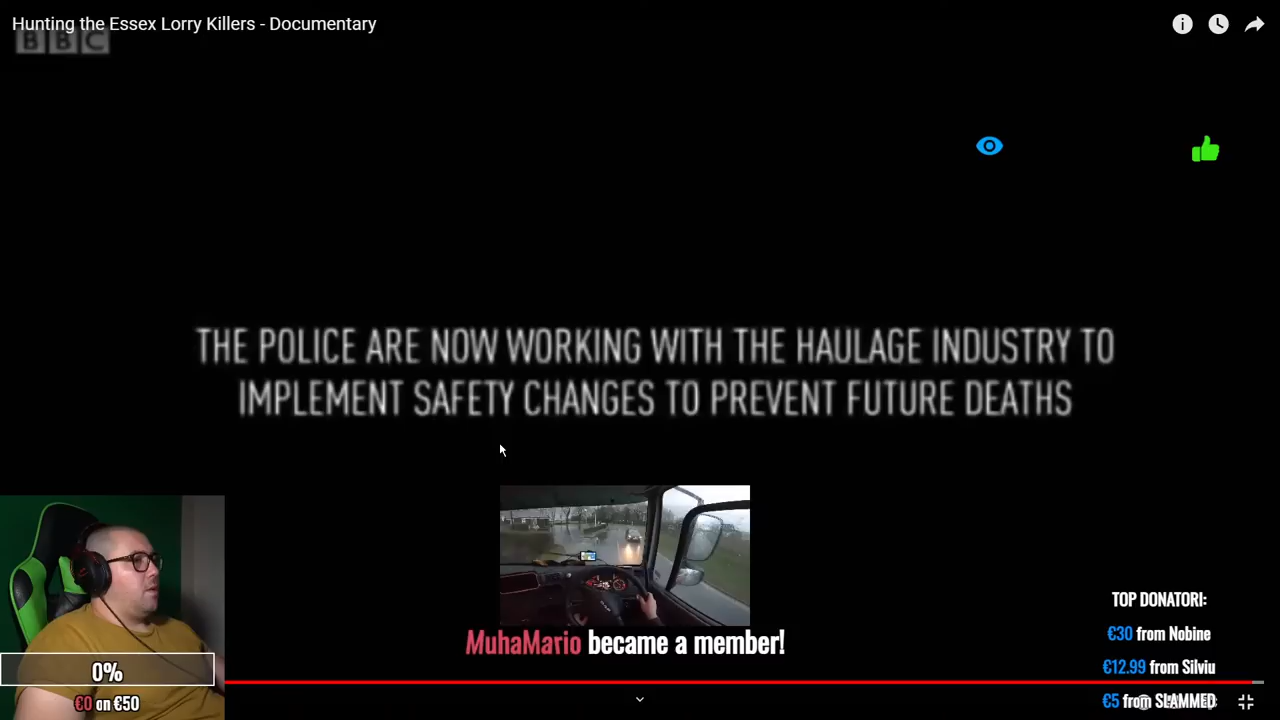 Hunting the Essex Lorry Killers - Documentary
BBC
THE POLICE ARE NOW WORKING WITH THE HAULAGE INDUSTRY TO
IMPLEMENT SAFETY CHANGES TO PREVENT FUTURE DEATHS
MuhaMario became a member!
0%
€0 an €50
TOP DONATORI:
€30 from Nobine
€12.99 from Silviu
€5 from SLAMMED